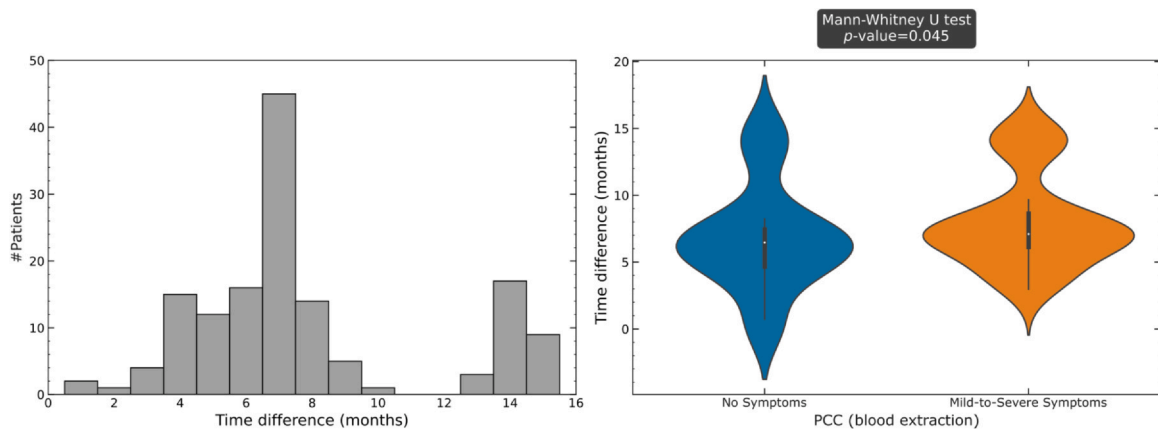 Mann-Whitney U test
p-value=0.045
50
40
30
20
10
0
#Patients
0 2 4 6 8 10 12 14 16
Time difference (months)
20
15
10
5
0
Time difference (months)
No Symptoms Mild-to-Severe Symptoms
PCC (blood extraction)